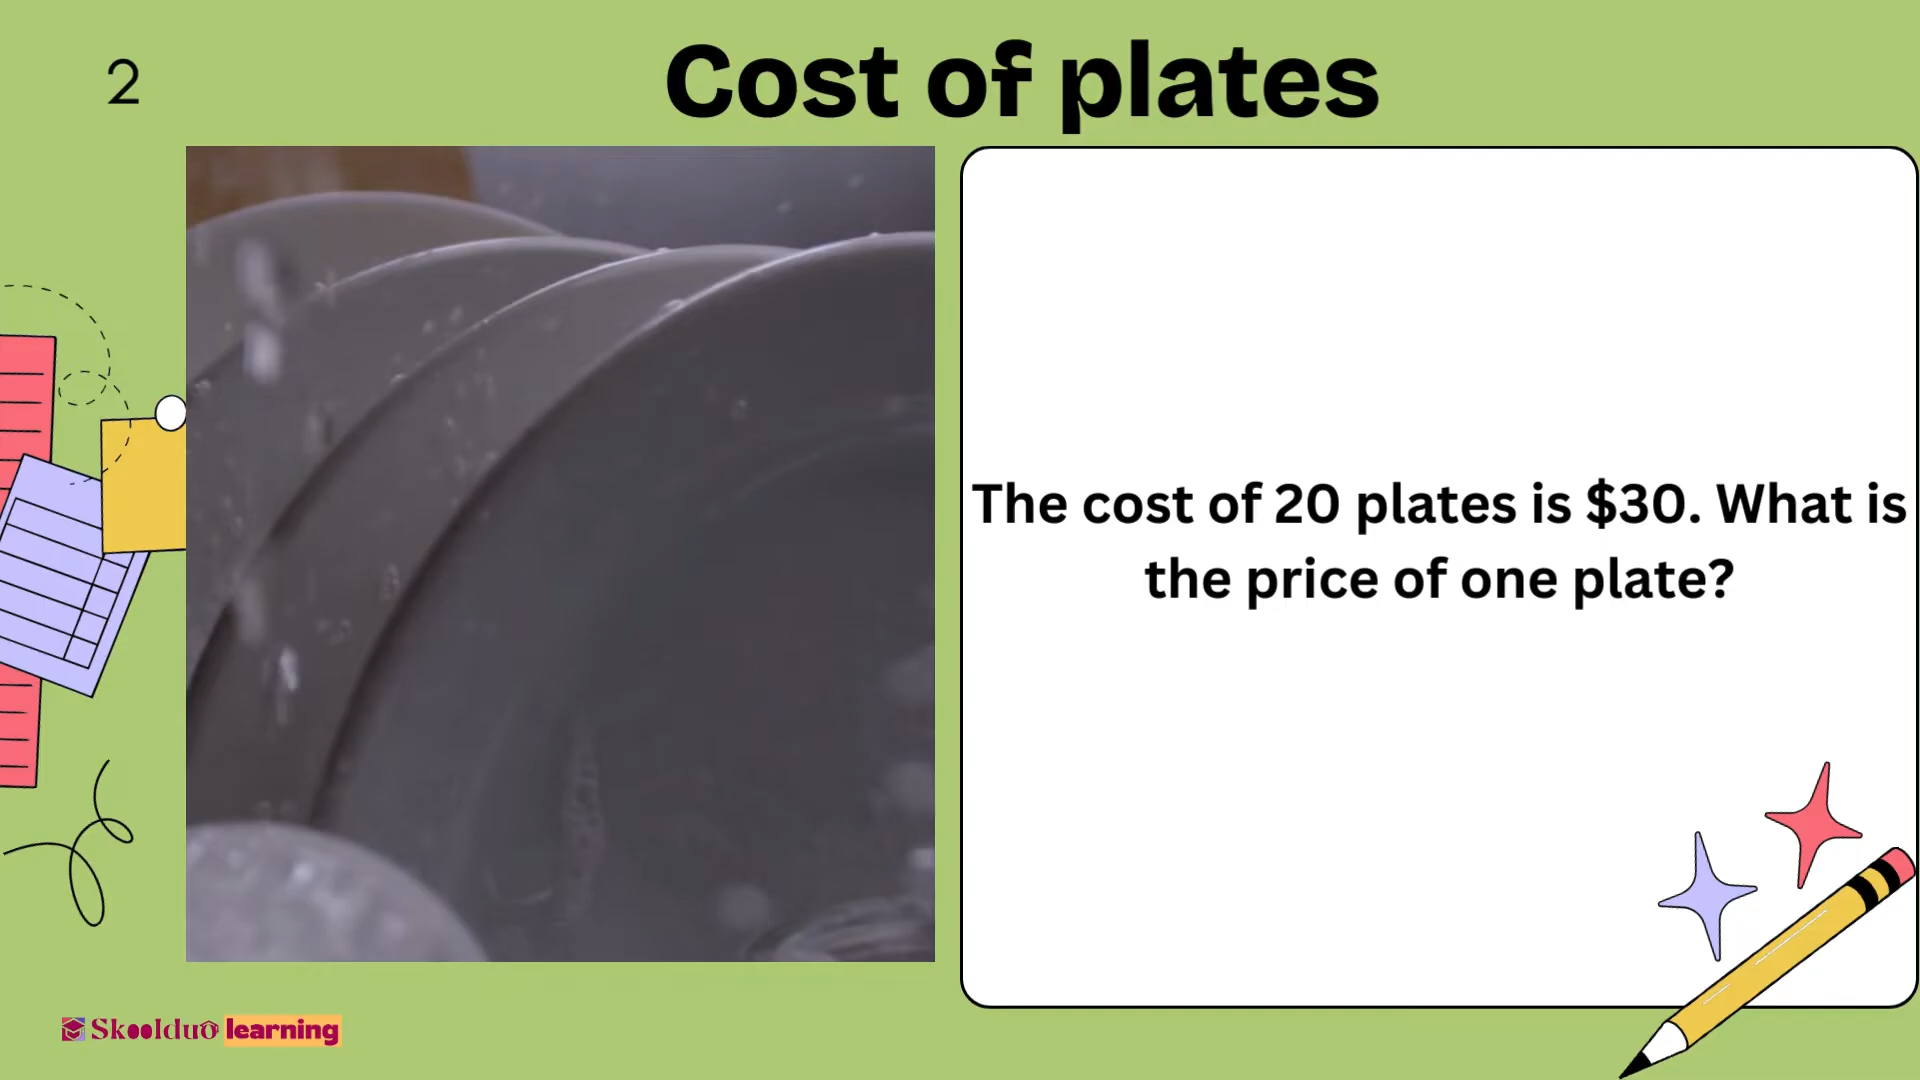 2
Cost of plates
The cost of 20 plates is $30. What is
the price of one plate?
Skoolduo learning